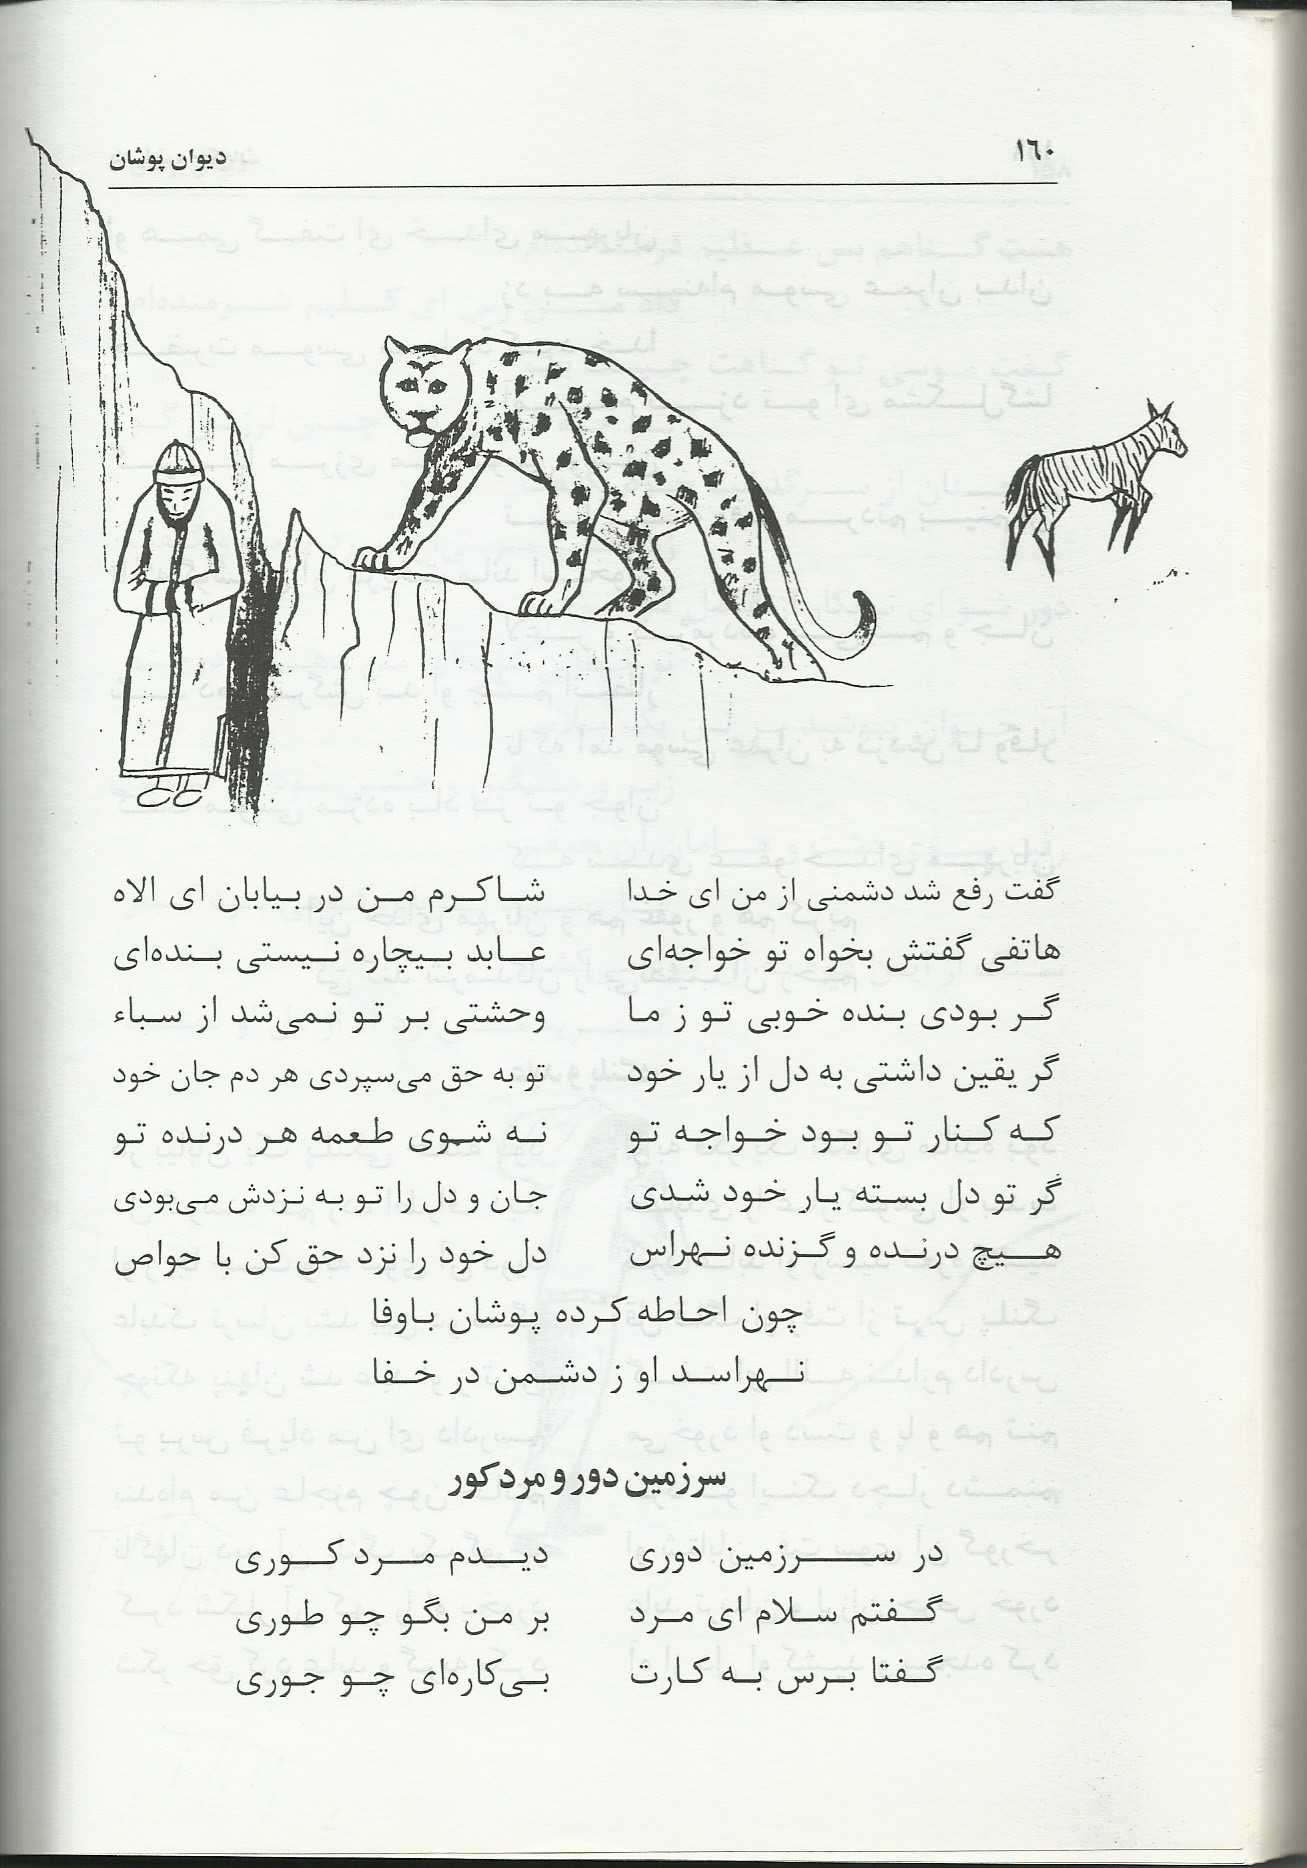 ۱۶۰ دیوان پوشان
گفت رفع شد دشمنی از من ای خدا شاکرم من در بیابان ای الاه
هاتفی گفتش بخواه تو خواجه‌ای عابد بیچاره نیستی بنده‌ای
گر بودی بنده خوبی تو ز ما وحشتی بر تو نمی‌شد از سباء
گر یقین داشتی به دل از یار خود تو به حق می‌سپردی هر دم جان خود
که کنار تو بود خواجه تو نه شوی طعمه هر درنده تو
گر تو دل بسته یار خود شدی جان و دل را تو به نزدش می‌بودی
هیچ درنده و گزنده نهراس دل خود را نزد حق کن با حواص
چون احاطه کرده پوشان باوفا
نهراسد او ز دشمن در خفا
سرزمین دور و مرد کور
در سرزمین دوری دیدم مرد کوری
گفتم سلام ای مرد بر من بگو چو طوری
گفتا برس به کارت بی‌کاره‌ای چو جوری